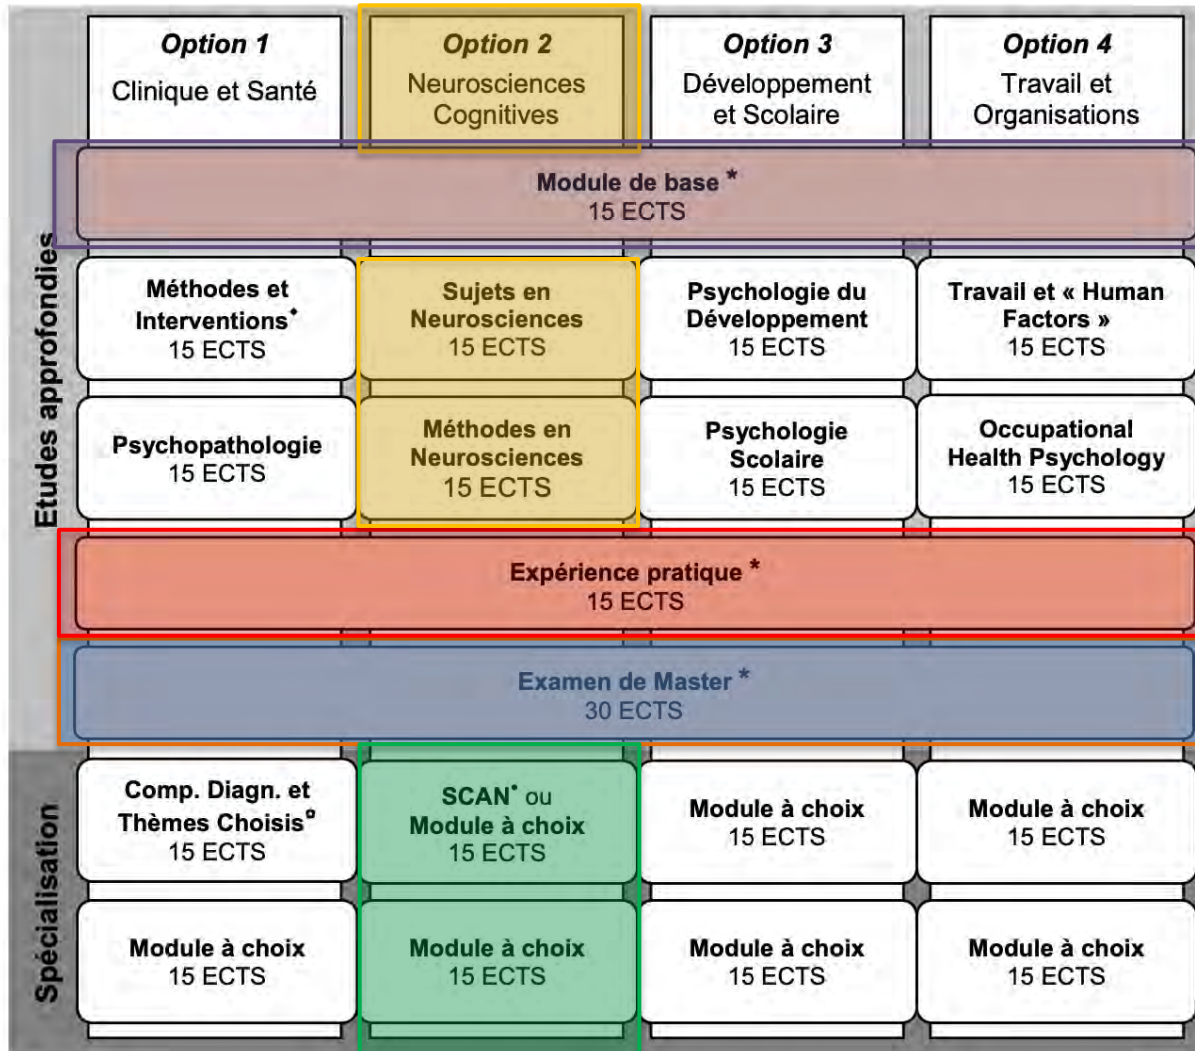 Option 1
Clinique et Santé
Option 2
Neurosciences
Cognitives
Option 3
Développement
et Scolaire
Option 4
Travail et
Organisations
Etudes approfondies
Module de base *
15 ECTS
Méthodes et
Interventions⁺
15 ECTS
Sujets en
Neurosciences
15 ECTS
Psychologie du
Développement
15 ECTS
Travail et « Human
Factors »
15 ECTS
Psychopathologie
15 ECTS
Méthodes en
Neurosciences
15 ECTS
Psychologie
Scolaire
15 ECTS
Occupational
Health Psychology
15 ECTS
Expérience pratique *
15 ECTS
Examen de Master *
30 ECTS
Spécialisation
Comp. Diagn. et
Thèmes Choisis°
15 ECTS
SCAN• ou
Module à choix
15 ECTS
Module à choix
15 ECTS
Module à choix
15 ECTS
Module à choix
15 ECTS
Module à choix
15 ECTS
Module à choix
15 ECTS
Module à choix
15 ECTS